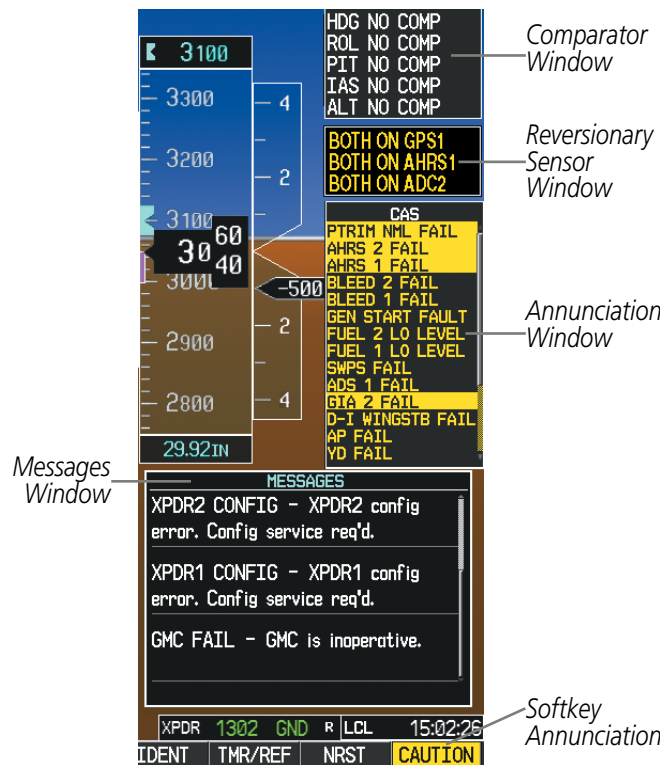 HDG NO COMP
ROL NO COMP
PIT NO COMP
IAS NO COMP
ALT NO COMP
Comparator
Window
BOTH ON GPS1
BOTH ON AHRS1
BOTH ON ADC2
Reversionary
Sensor
Window
3100
3300
3200
3100
60
30
40
3000
2900
2800
4
2
-500
2
4
29.92IN
CAS
PTRIM NML FAIL
AHRS 2 FAIL
AHRS 1 FAIL
BLEED 2 FAIL
BLEED 1 FAIL
GEN START FAULT
FUEL 2 LO LEVEL
FUEL 1 LO LEVEL
SWPS FAIL
ADS 1 FAIL
GIA 2 FAIL
D-I WINGSTB FAIL
AP FAIL
YD FAIL
Annunciation
Window
Messages
Window
MESSAGES
XPDR2 CONFIG - XPDR2 config
error. Config service req'd.
XPDR1 CONFIG - XPDR1 config
error. Config service req'd.
GMC FAIL - GMC is inoperative.
XPDR 1302 GND R LCL 15:02:26
IDENT TMR/REF NRST CAUTION
Softkey
Annunciation